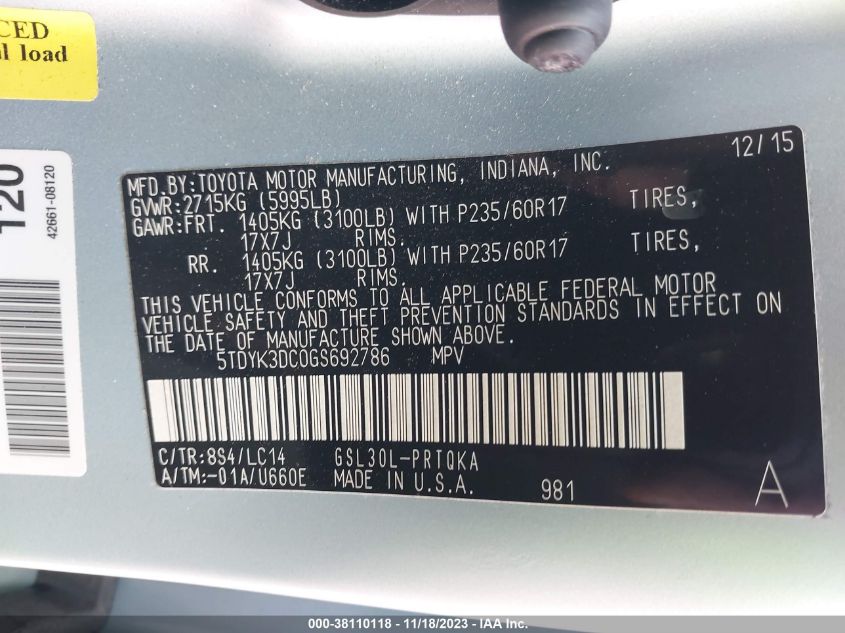 CED
al load
120
42661-08120
12/15
MFD.BY:TOYOTA MOTOR MANUFACTURING, INDIANA, INC.
GVWR:2715KG (5995LB)
GAWR:FRT. 1405KG (3100LB) WITH P235/60R17 TIRES,
17X7J RIMS.
RR. 1405KG (3100LB) WITH P235/60R17 TIRES,
17X7J RIMS.
THIS VEHICLE CONFORMS TO ALL APPLICABLE FEDERAL MOTOR
VEHICLE SAFETY AND THEFT PREVENTION STANDARDS IN EFFECT ON
THE DATE OF MANUFACTURE SHOWN ABOVE.
5TDYK3DC0GS692786 MPV
C/TR:8S4/LC14 GSL30L-PRTQKA
A/TM:-01A/U660E MADE IN U.S.A. 981 A
000-38110118 - 11/18/2023 - IAA Inc.